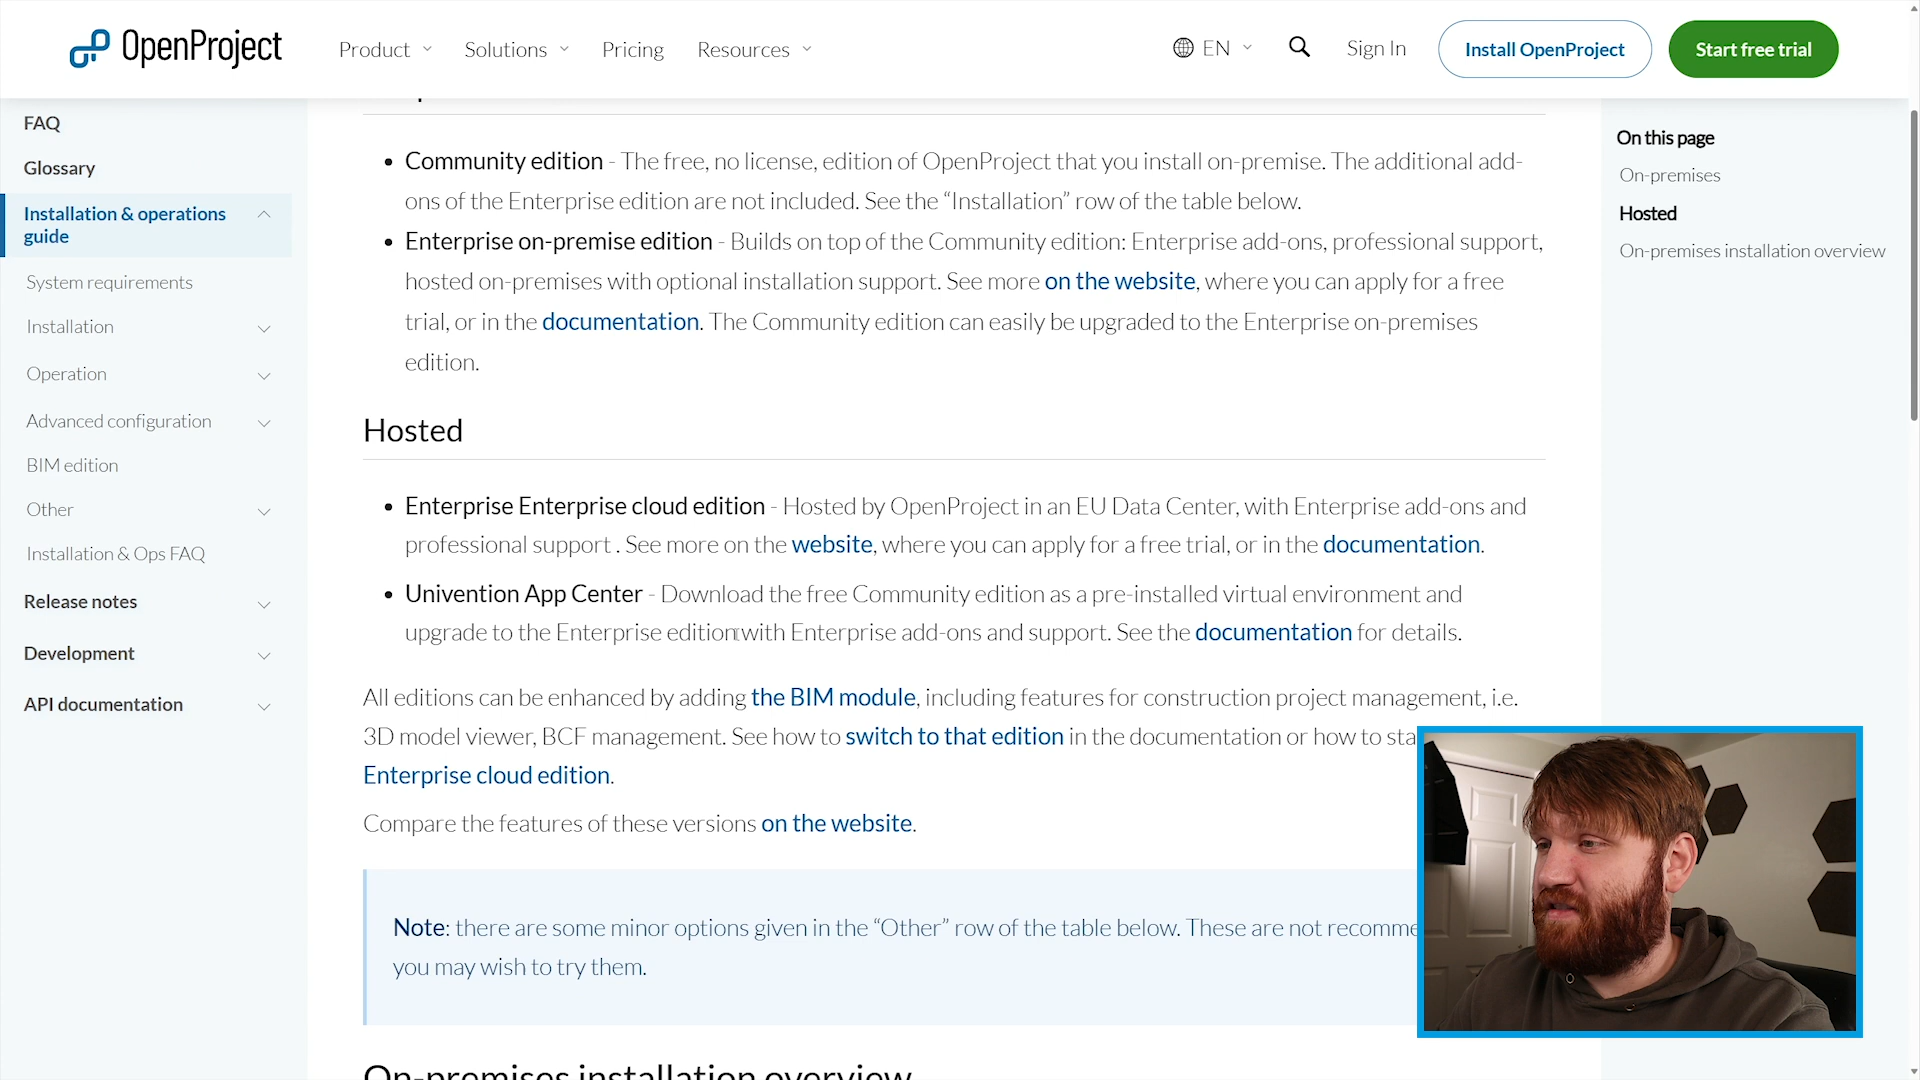 OpenProject
Product
Solutions
Pricing
Resources
EN
Sign In
Install OpenProject
Start free trial
FAQ
Glossary
Installation & operations
guide
System requirements
Installation
Operation
Advanced configuration
BIM edition
Other
Installation & Ops FAQ
Release notes
Development
API documentation
• Community edition - The free, no license, edition of OpenProject that you install on-premise. The additional add-
ons of the Enterprise edition are not included. See the “Installation” row of the table below.
• Enterprise on-premise edition - Builds on top of the Community edition: Enterprise add-ons, professional support,
hosted on-premises with optional installation support. See more on the website, where you can apply for a free
trial, or in the documentation. The Community edition can easily be upgraded to the Enterprise on-premises
edition.
Hosted
• Enterprise Enterprise cloud edition - Hosted by OpenProject in an EU Data Center, with Enterprise add-ons and
professional support . See more on the website, where you can apply for a free trial, or in the documentation.
• Univention App Center - Download the free Community edition as a pre-installed virtual environment and
upgrade to the Enterprise edition with Enterprise add-ons and support. See the documentation for details.
All editions can be enhanced by adding the BIM module, including features for construction project management, i.e.
3D model viewer, BCF management. See how to switch to that edition in the documentation or how to sta
Enterprise cloud edition.
Compare the features of these versions on the website.
Note: there are some minor options given in the “Other” row of the table below. These are not recomme
you may wish to try them.
On-premises installation overview
On this page
On-premises
Hosted
On-premises installation overview